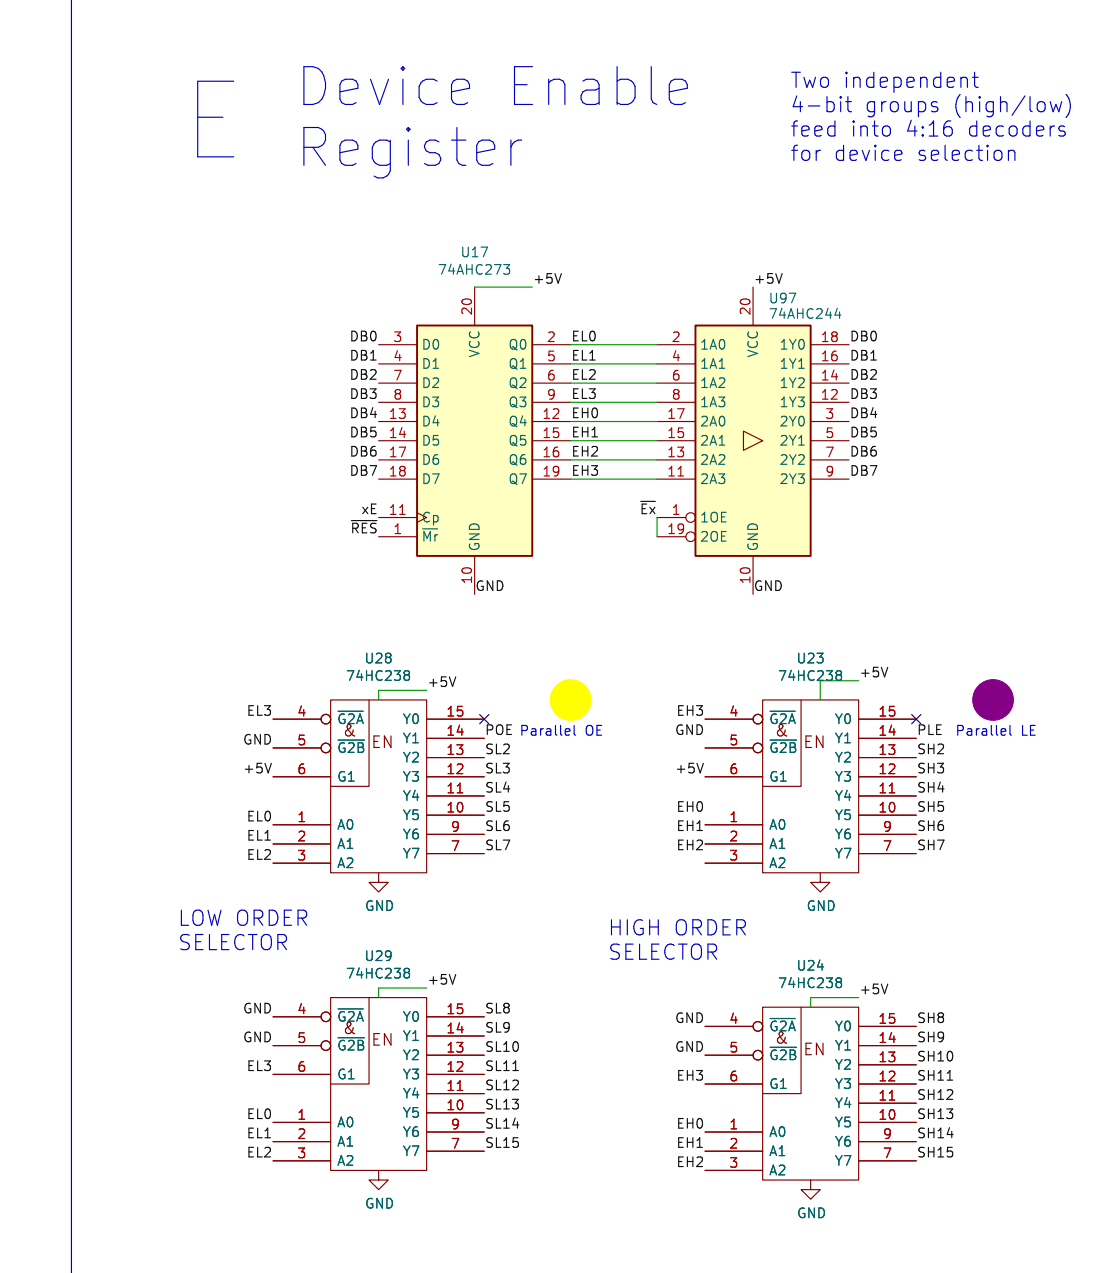 E
Device Enable
Register
Two independent
4-bit groups (high/low)
feed into 4:16 decoders
for device selection
U17
74AHC273
+5V
20
VCC
DB0 3 D0 Q0 2 EL0
DB1 4 D1 Q1 5 EL1
DB2 7 D2 Q2 6 EL2
DB3 8 D3 Q3 9 EL3
DB4 13 D4 Q4 12 EH0
DB5 14 D5 Q5 15 EH1
DB6 17 D6 Q6 16 EH2
DB7 18 D7 Q7 19 EH3
xE 11 Cp
RES 1 Mr
GND
10
GND
+5V
U97
74AHC244
20
VCC
2 1A0 1Y0 18 DB0
4 1A1 1Y1 16 DB1
6 1A2 1Y2 14 DB2
8 1A3 1Y3 12 DB3
17 2A0 2Y0 3 DB4
15 2A1 2Y1 5 DB5
13 2A2 2Y2 7 DB6
11 2A3 2Y3 9 DB7
Ex 1 1OE
19 2OE
GND
10
GND
U28
74HC238
+5V
EL3 4 G2A Y0 15
& EN
POE
Parallel OE
14 Y1
GND 5 G2B Y2 13 SL2
+5V 6 G1 Y3 12 SL3
Y4 11 SL4
Y5 10 SL5
EL0 1 A0 Y6 9 SL6
EL1 2 A1 Y7 7 SL7
EL2 3 A2
GND
U23
74HC238
+5V
EH3 4 G2A Y0 15
& EN
PLE
Parallel LE
14 Y1
GND 5 G2B Y2 13 SH2
+5V 6 G1 Y3 12 SH3
Y4 11 SH4
Y5 10 SH5
EH0 1 A0 Y6 9 SH6
EH1 2 A1 Y7 7 SH7
EH2 3 A2
GND
LOW ORDER
SELECTOR
HIGH ORDER
SELECTOR
U29
74HC238
+5V
GND 4 G2A Y0 15 SL8
& EN
Y1 14 SL9
GND 5 G2B Y2 13 SL10
EL3 6 G1 Y3 12 SL11
Y4 11 SL12
Y5 10 SL13
EL0 1 A0 Y6 9 SL14
EL1 2 A1 Y7 7 SL15
EL2 3 A2
GND
U24
74HC238
+5V
GND 4 G2A Y0 15 SH8
& EN
Y1 14 SH9
GND 5 G2B Y2 13 SH10
EH3 6 G1 Y3 12 SH11
Y4 11 SH12
Y5 10 SH13
EH0 1 A0 Y6 9 SH14
EH1 2 A1 Y7 7 SH15
EH2 3 A2
GND